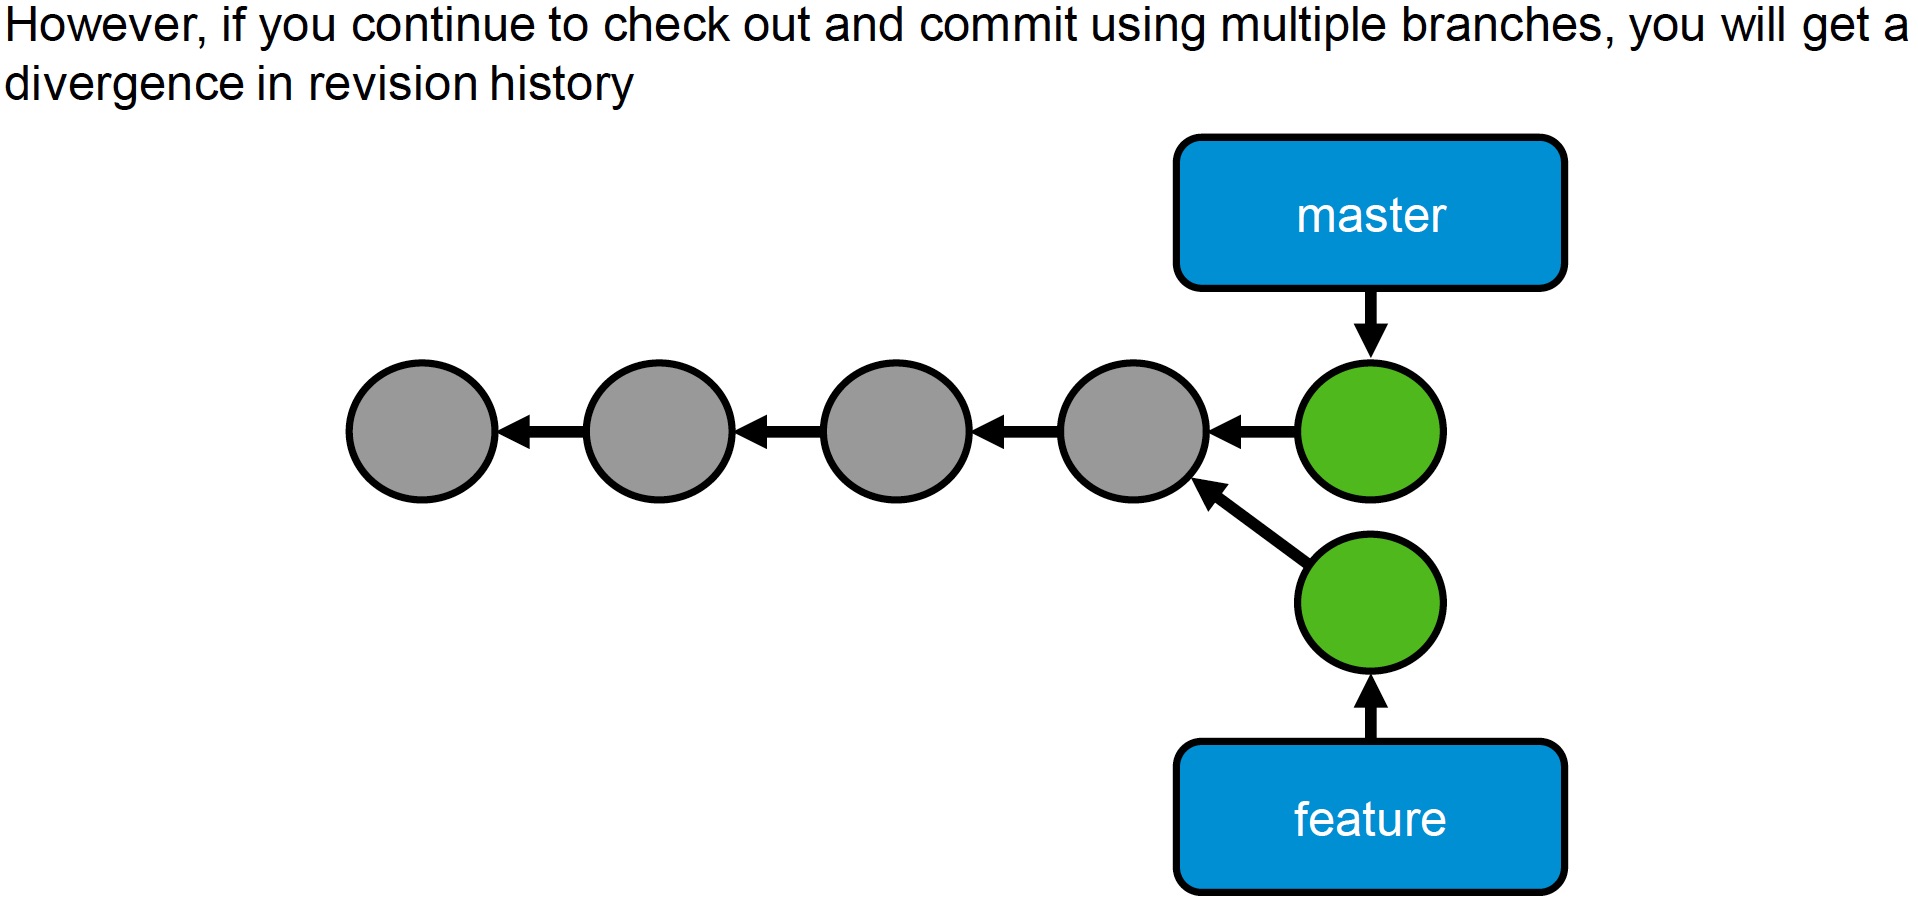 However, if you continue to check out and commit using multiple branches, you will get a
divergence in revision history
master
feature